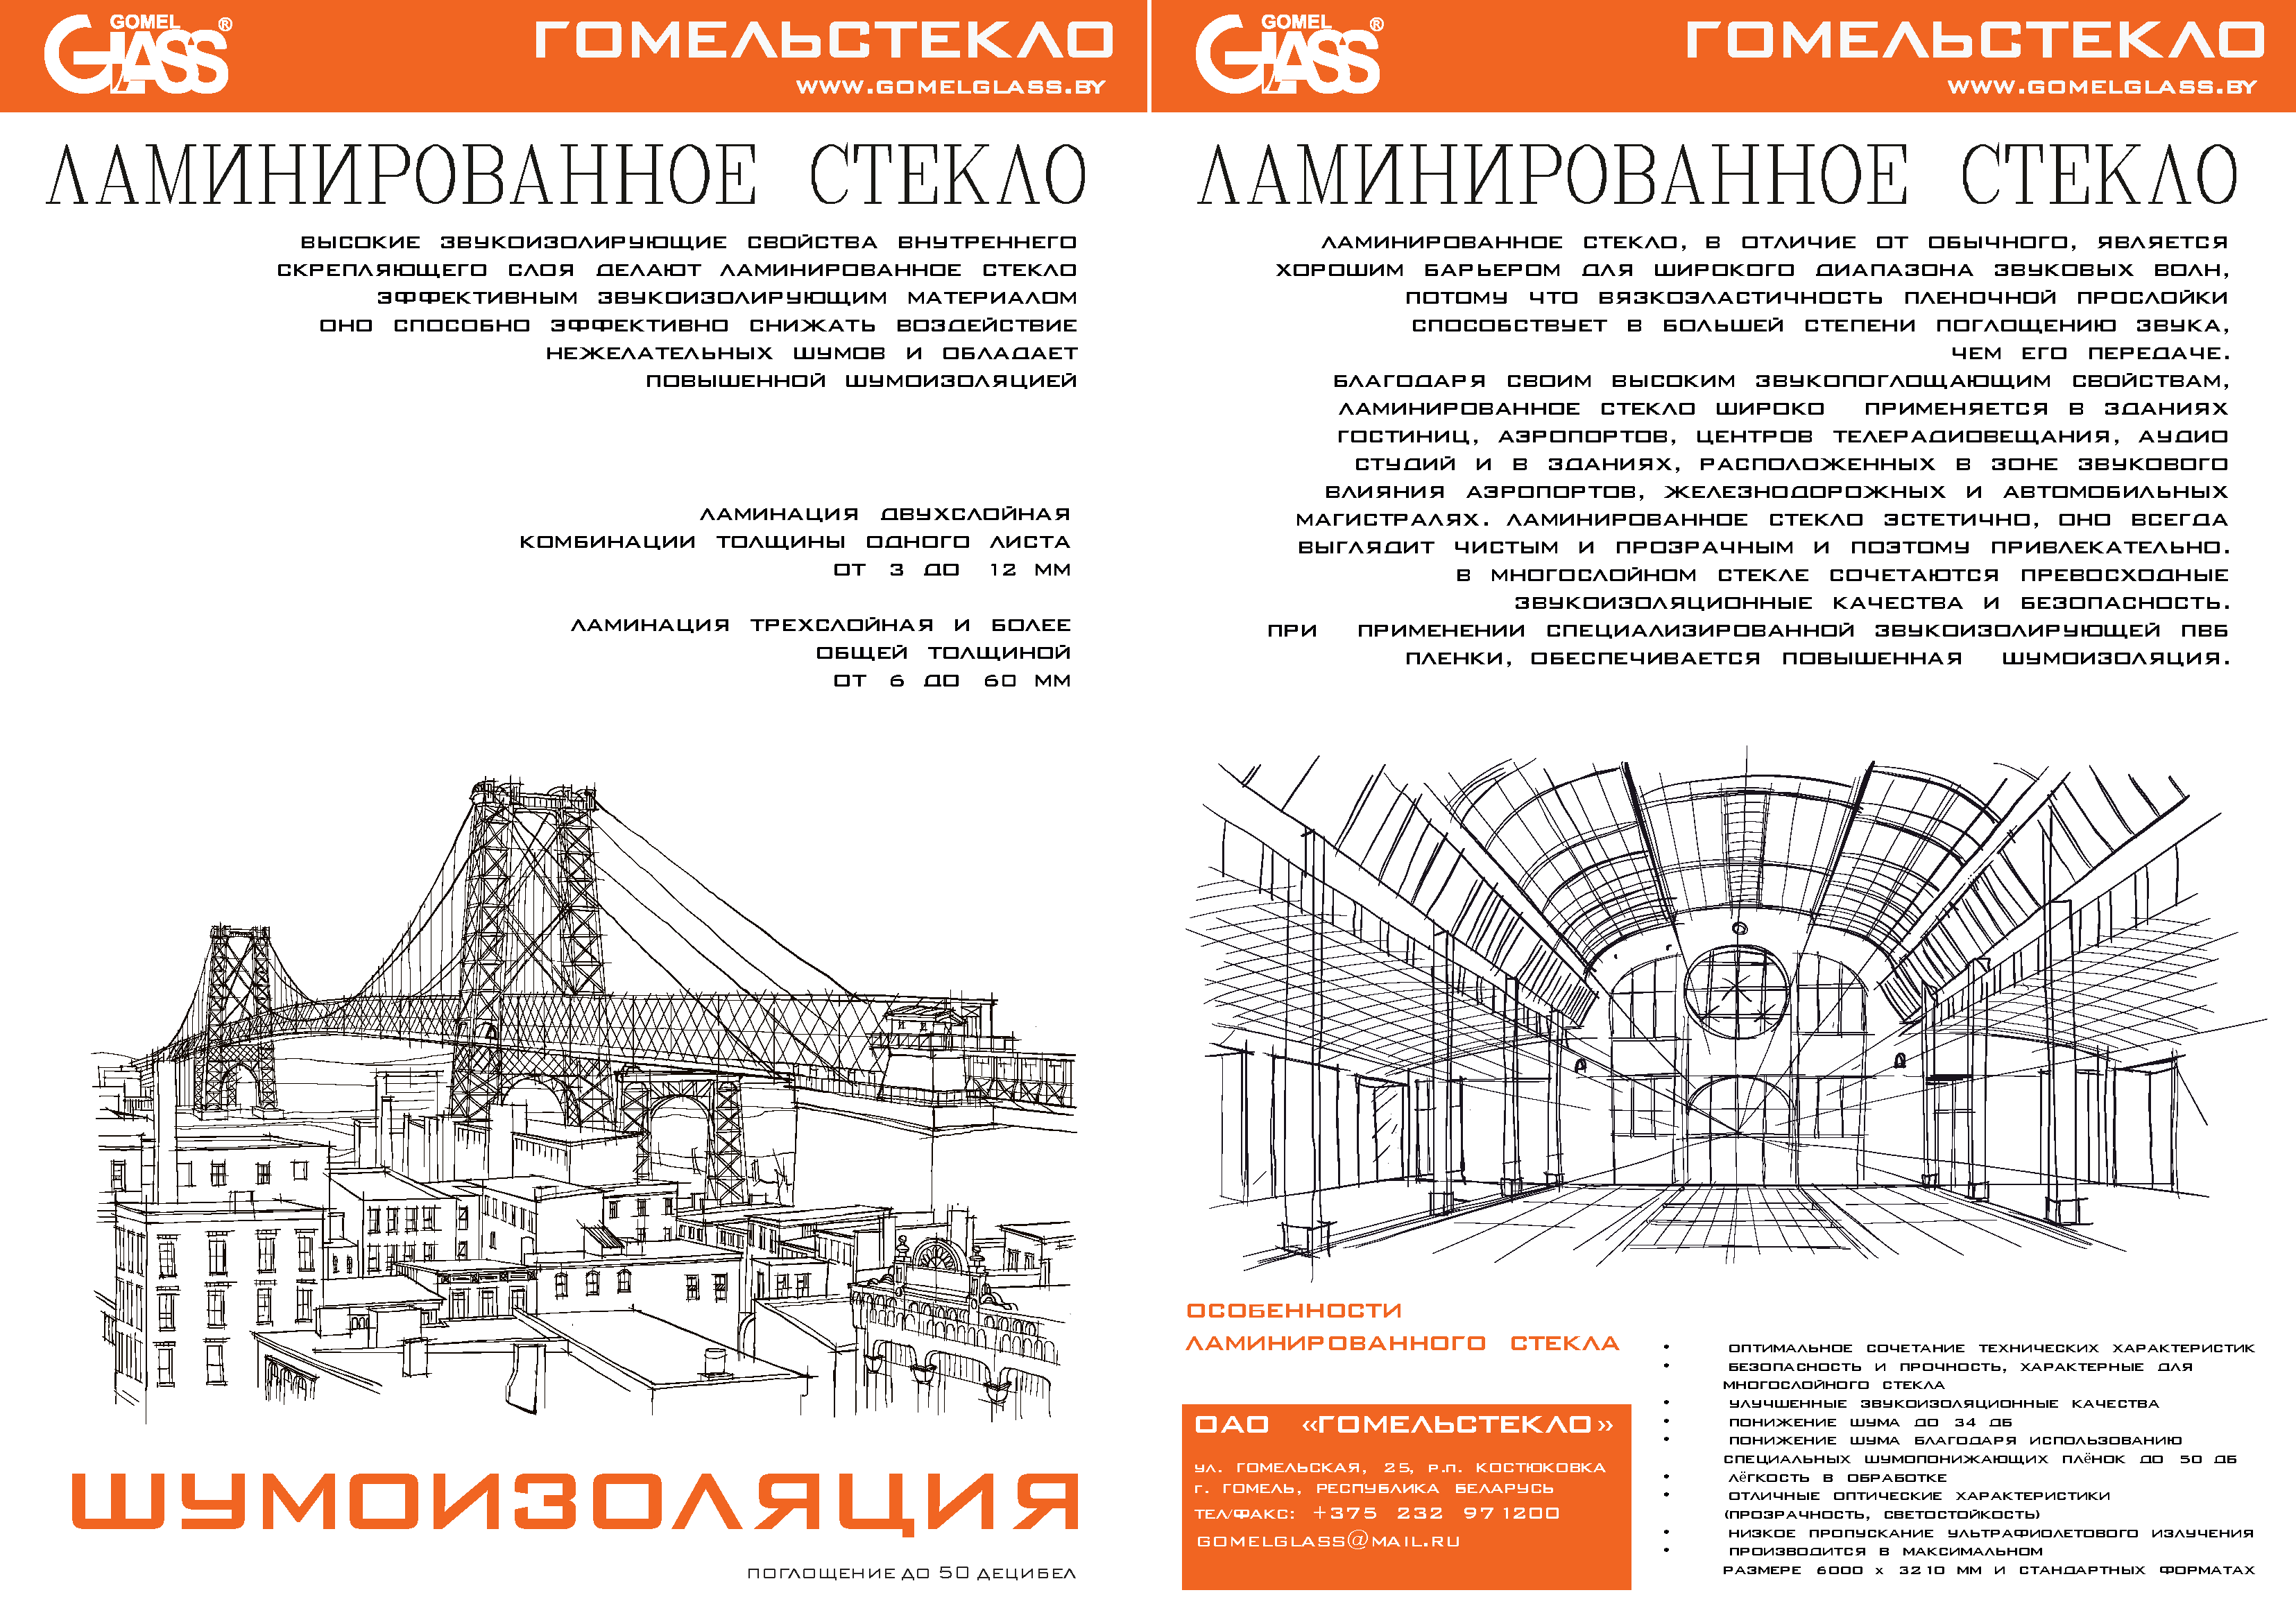 GOMEL
GLASS®
ГОМЕЛЬСТЕКЛО
WWW.GOMELGLASS.BY
ЛАМИНИРОВАННОЕ СТЕКЛО
ВЫСОКИЕ ЗВУКОИЗОЛИРУЮЩИЕ СВОЙСТВА ВНУТРЕННЕГО
СКРЕПЛЯЮЩЕГО СЛОЯ ДЕЛАЮТ ЛАМИНИРОВАННОЕ СТЕКЛО
ЭФФЕКТИВНЫМ ЗВУКОИЗОЛИРУЮЩИМ МАТЕРИАЛОМ
ОНО СПОСОБНО ЭФФЕКТИВНО СНИЖАТЬ ВОЗДЕЙСТВИЕ
НЕЖЕЛАТЕЛЬНЫХ ШУМОВ И ОБЛАДАЕТ
ПОВЫШЕННОЙ ШУМОИЗОЛЯЦИЕЙ
ЛАМИНАЦИЯ ДВУХСЛОЙНАЯ
КОМБИНАЦИИ ТОЛЩИНЫ ОДНОГО ЛИСТА
ОТ 3 ДО 12 ММ
ЛАМИНАЦИЯ ТРЕХСЛОЙНАЯ И БОЛЕЕ
ОБЩЕЙ ТОЛЩИНОЙ
ОТ 6 ДО 60 ММ
ШУМОИЗОЛЯЦИЯ
ПОГЛОЩЕНИЕ ДО 50 ДЕЦИБЕЛ
GOMEL
GLASS®
ГОМЕЛЬСТЕКЛО
WWW.GOMELGLASS.BY
ЛАМИНИРОВАННОЕ СТЕКЛО
ЛАМИНИРОВАННОЕ СТЕКЛО, В ОТЛИЧИЕ ОТ ОБЫЧНОГО, ЯВЛЯЕТСЯ
ХОРОШИМ БАРЬЕРОМ ДЛЯ ШИРОКОГО ДИАПАЗОНА ЗВУКОВЫХ ВОЛН,
ПОТОМУ ЧТО ВЯЗКОЭЛАСТИЧНОСТЬ ПЛЕНОЧНОЙ ПРОСЛОЙКИ
СПОСОБСТВУЕТ В БОЛЬШЕЙ СТЕПЕНИ ПОГЛОЩЕНИЮ ЗВУКА,
ЧЕМ ЕГО ПЕРЕДАЧЕ.
БЛАГОДАРЯ СВОИМ ВЫСОКИМ ЗВУКОПОГЛОЩАЮЩИМ СВОЙСТВАМ,
ЛАМИНИРОВАННОЕ СТЕКЛО ШИРОКО ПРИМЕНЯЕТСЯ В ЗДАНИЯХ
ГОСТИНИЦ, АЭРОПОРТОВ, ЦЕНТРОВ ТЕЛЕРАДИОВЕЩАНИЯ, АУДИО
СТУДИЙ И В ЗДАНИЯХ, РАСПОЛОЖЕННЫХ В ЗОНЕ ЗВУКОВОГО
ВЛИЯНИЯ АЭРОПОРТОВ, ЖЕЛЕЗНОДОРОЖНЫХ И АВТОМОБИЛЬНЫХ
МАГИСТРАЛЯХ. ЛАМИНИРОВАННОЕ СТЕКЛО ЭСТЕТИЧНО, ОНО ВСЕГДА
ВЫГЛЯДИТ ЧИСТЫМ И ПРОЗРАЧНЫМ И ПОЭТОМУ ПРИВЛЕКАТЕЛЬНО.
В МНОГОСЛОЙНОМ СТЕКЛЕ СОЧЕТАЮТСЯ ПРЕВОСХОДНЫЕ
ЗВУКОИЗОЛЯЦИОННЫЕ КАЧЕСТВА И БЕЗОПАСНОСТЬ.
ПРИ ПРИМЕНЕНИИ СПЕЦИАЛИЗИРОВАННОЙ ЗВУКОИЗОЛИРУЮЩЕЙ ПВБ
ПЛЕНКИ, ОБЕСПЕЧИВАЕТСЯ ПОВЫШЕННАЯ ШУМОИЗОЛЯЦИЯ.
ОСОБЕННОСТИ
ЛАМИНИРОВАННОГО СТЕКЛА
• ОПТИМАЛЬНОЕ СОЧЕТАНИЕ ТЕХНИЧЕСКИХ ХАРАКТЕРИСТИК
• БЕЗОПАСНОСТЬ И ПРОЧНОСТЬ, ХАРАКТЕРНЫЕ ДЛЯ
МНОГОСЛОЙНОГО СТЕКЛА
• УЛУЧШЕННЫЕ ЗВУКОИЗОЛЯЦИОННЫЕ КАЧЕСТВА
• ПОНИЖЕНИЕ ШУМА ДО 34 ДБ
• ПОНИЖЕНИЕ ШУМА БЛАГОДАРЯ ИСПОЛЬЗОВАНИЮ
СПЕЦИАЛЬНЫХ ШУМОПОНИЖАЮЩИХ ПЛЁНОК ДО 50 ДБ
• ЛЁГКОСТЬ В ОБРАБОТКЕ
• ОТЛИЧНЫЕ ОПТИЧЕСКИЕ ХАРАКТЕРИСТИКИ
(ПРОЗРАЧНОСТЬ, СВЕТОСТОЙКОСТЬ)
• НИЗКОЕ ПРОПУСКАНИЕ УЛЬТРАФИОЛЕТОВОГО ИЗЛУЧЕНИЯ
• ПРОИЗВОДИТСЯ В МАКСИМАЛЬНОМ
РАЗМЕРЕ 6000 x 3210 ММ И СТАНДАРТНЫХ ФОРМАТАХ
ОАО «ГОМЕЛЬСТЕКЛО»
УЛ. ГОМЕЛЬСКАЯ, 25, Р.П. КОСТЮКОВКА
Г. ГОМЕЛЬ, РЕСПУБЛИКА БЕЛАРУСЬ
ТЕЛ/ФАКС: +375 232 971200
GOMELGLASS@MAIL.RU